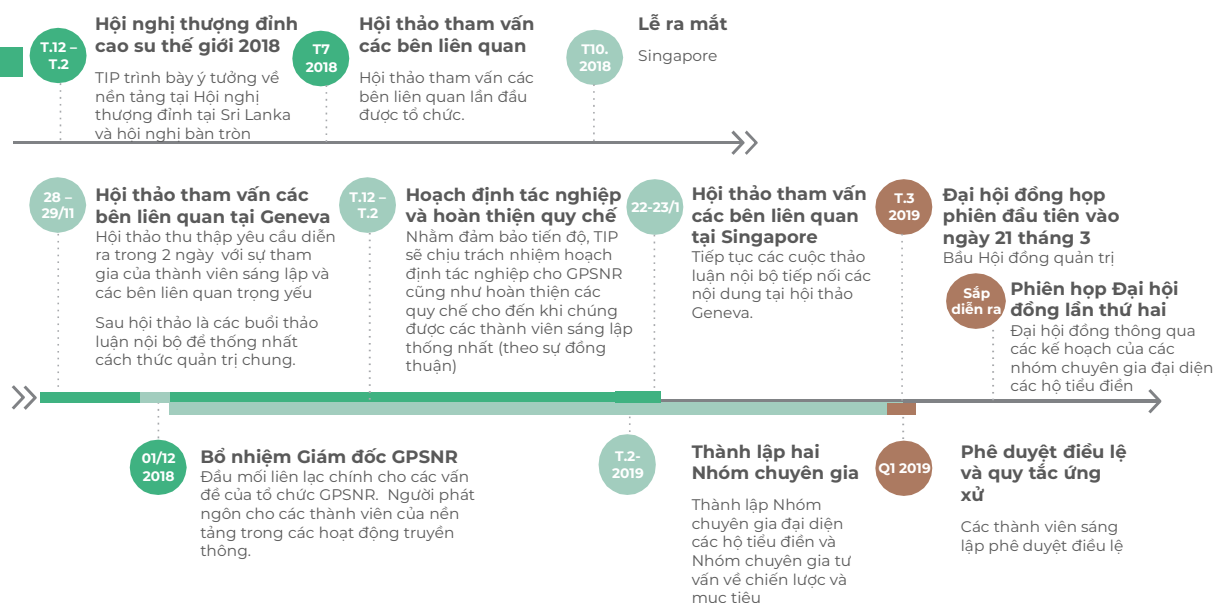 T.12 –
T.2
Hội nghị thượng đỉnh
cao su thế giới 2018
TIP trình bày ý tưởng về
nền tảng tại Hội nghị
thượng đỉnh tại Sri Lanka
và hội nghị bàn tròn
T7
2018
Hội thảo tham vấn
các bên liên quan
Hội thảo tham vấn các
bên liên quan lần đầu
được tổ chức.
T10.
2018
Lễ ra mắt
Singapore
28 –
29/11
Hội thảo tham vấn các
bên liên quan tại Geneva
Hội thảo thu thập yêu cầu diễn
ra trong 2 ngày với sự tham
gia của thành viên sáng lập và
các bên liên quan trọng yếu
Sau hội thảo là các buổi thảo
luận nội bộ để thống nhất
cách thức quản trị chung.
T.12 –
T.2
Hoạch định tác nghiệp
và hoàn thiện quy chế
Nhằm đảm bảo tiến độ, TIP
sẽ chịu trách nhiệm hoạch
định tác nghiệp cho GPSNR
cũng như hoàn thiện các
quy chế cho đến khi chúng
được các thành viên sáng lập
thống nhất (theo sự đồng
thuận)
22-23/1
Hội thảo tham vấn
các bên liên quan
tại Singapore
Tiếp tục các cuộc thảo
luận nội bộ tiếp nối các
nội dung tại hội thảo
Geneva.
T.3
2019
Đại hội đồng họp
phiên đầu tiên vào
ngày 21 tháng 3
Bầu Hội đồng quản trị
Sắp
diễn ra
Phiên họp Đại hội
đồng lần thứ hai
Đại hội đồng thông qua
các kế hoạch của các
nhóm chuyên gia đại diện
các hộ tiểu điền
01/12
2018
Bổ nhiệm Giám đốc GPSNR
Đầu mối liên lạc chính cho các vấn
đề của tổ chức GPSNR. Người phát
ngôn cho các thành viên của nền
tảng trong các hoạt động truyền
thông.
T.2-
2019
Thành lập hai
Nhóm chuyên gia
Thành lập Nhóm
chuyên gia đại diện
các hộ tiểu điền và
Nhóm chuyên gia tư
vấn về chiến lược và
mục tiêu
Q1 2019
Phê duyệt điều lệ
và quy tắc ứng
xử
Các thành viên sáng
lập phê duyệt điều lệ